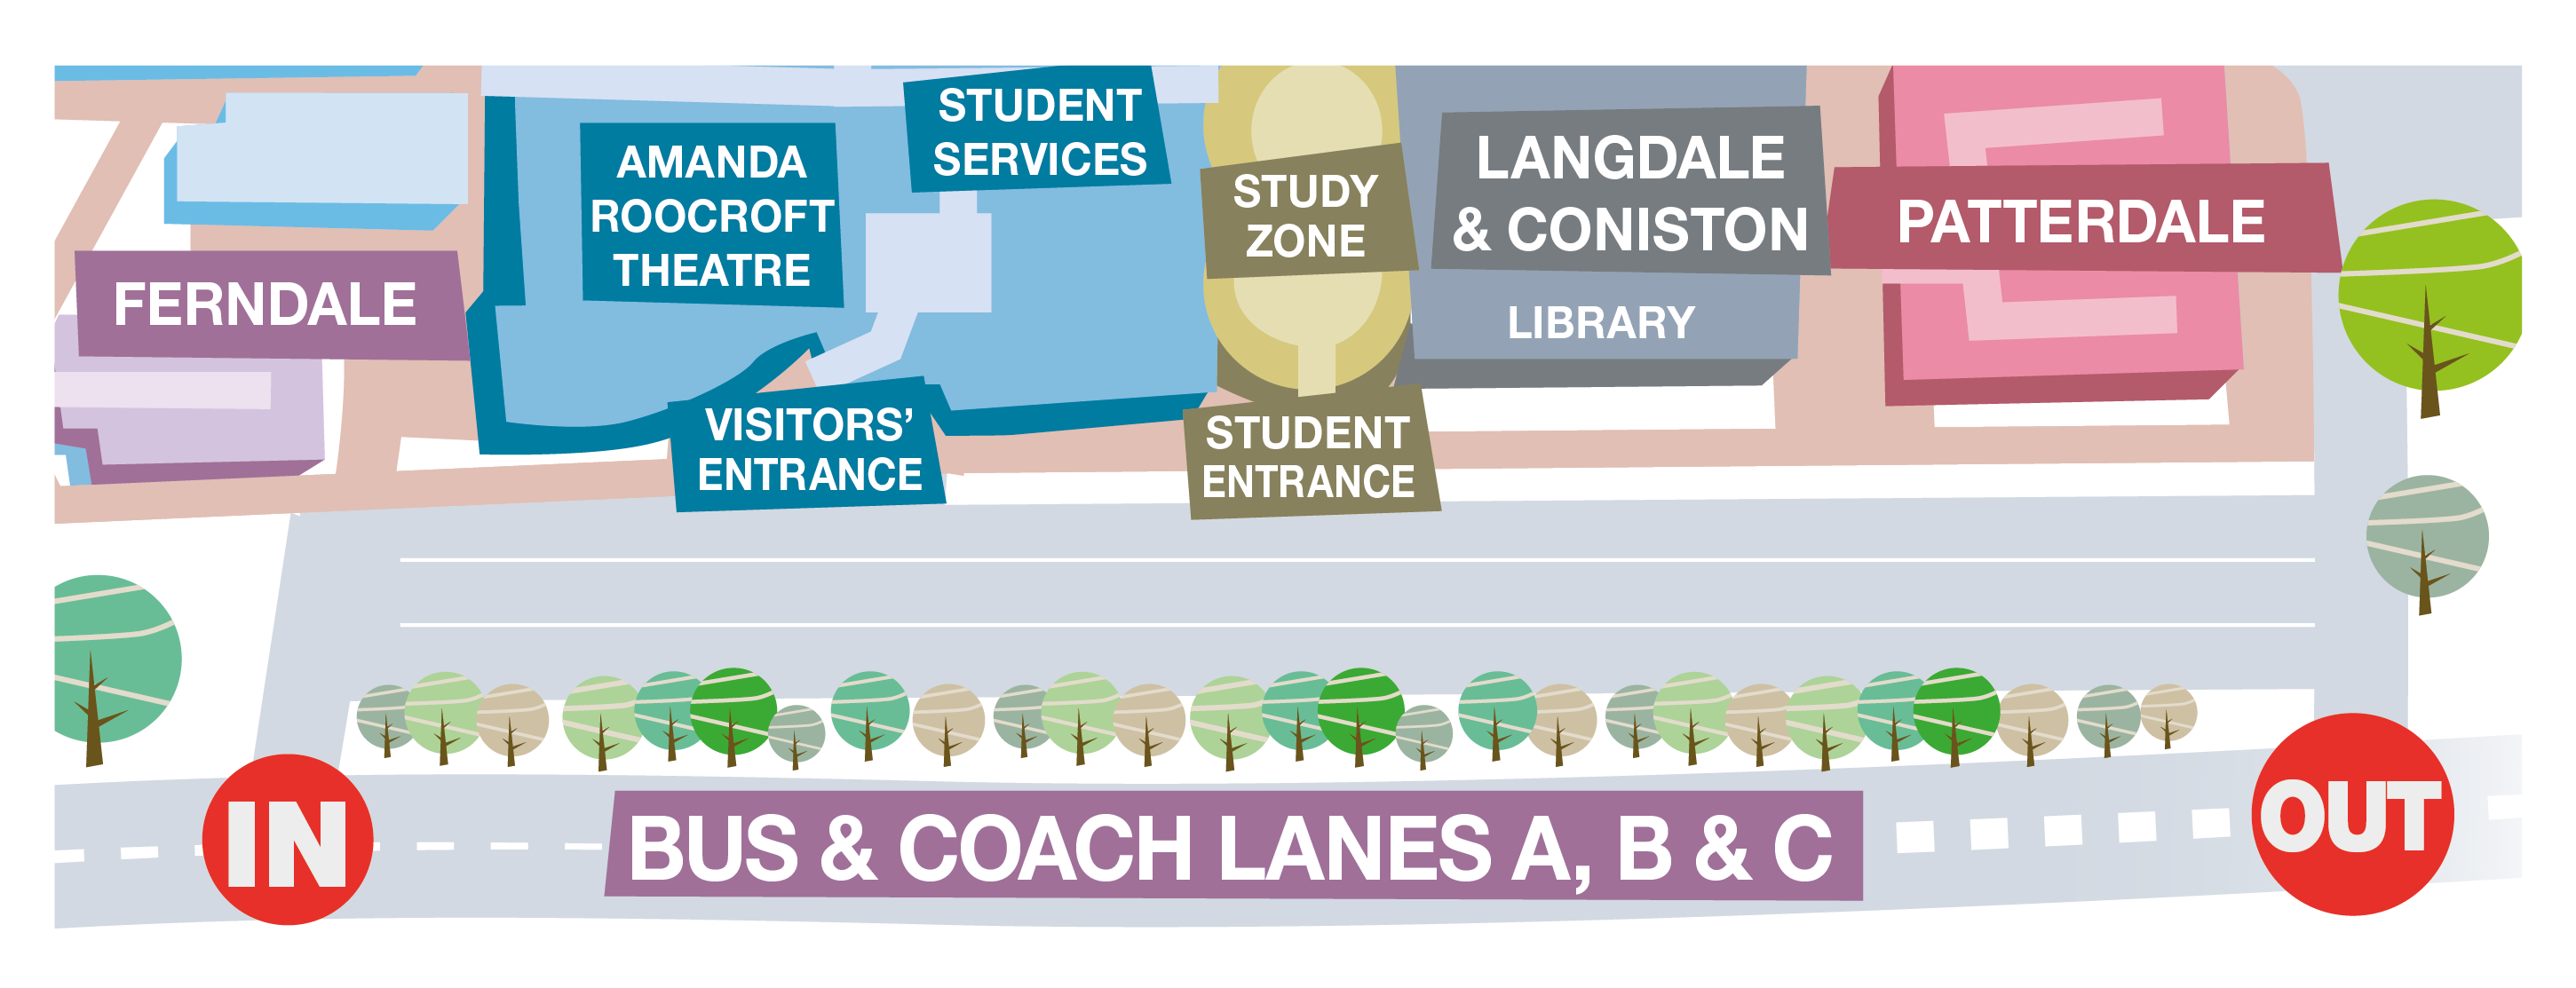 STUDENT
SERVICES
AMANDA
ROOCROFT
THEATRE
FERNDALE
STUDY
ZONE
LANGDALE
& CONISTON
LIBRARY
PATTERDALE
VISITORS’
ENTRANCE
STUDENT
ENTRANCE
IN
BUS & COACH LANES A, B & C
OUT